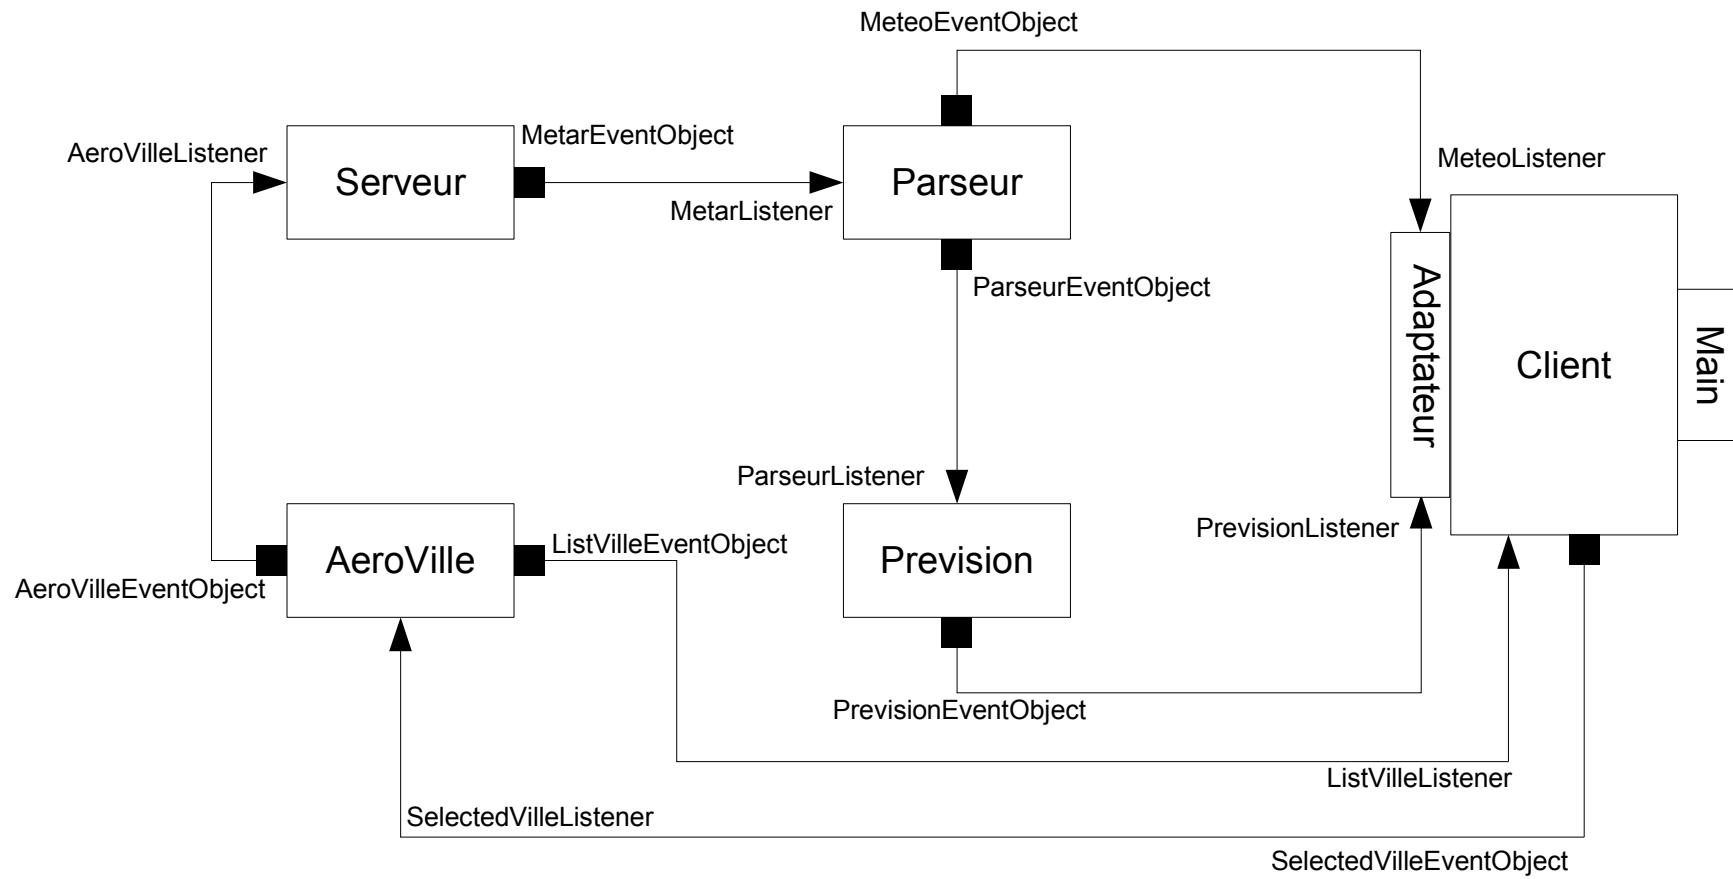 MeteoEventObject
AeroVilleListener
MetarEventObject
Serveur
Parseur
MeteoListener
MetarListener
ParseurEventObject
Adaptateur
Client
Main
ParseurListener
PrevisionListener
ListVilleEventObject
AeroVille
Prevision
AeroVilleEventObject
PrevisionEventObject
ListVilleListener
SelectedVilleListener
SelectedVilleEventObject